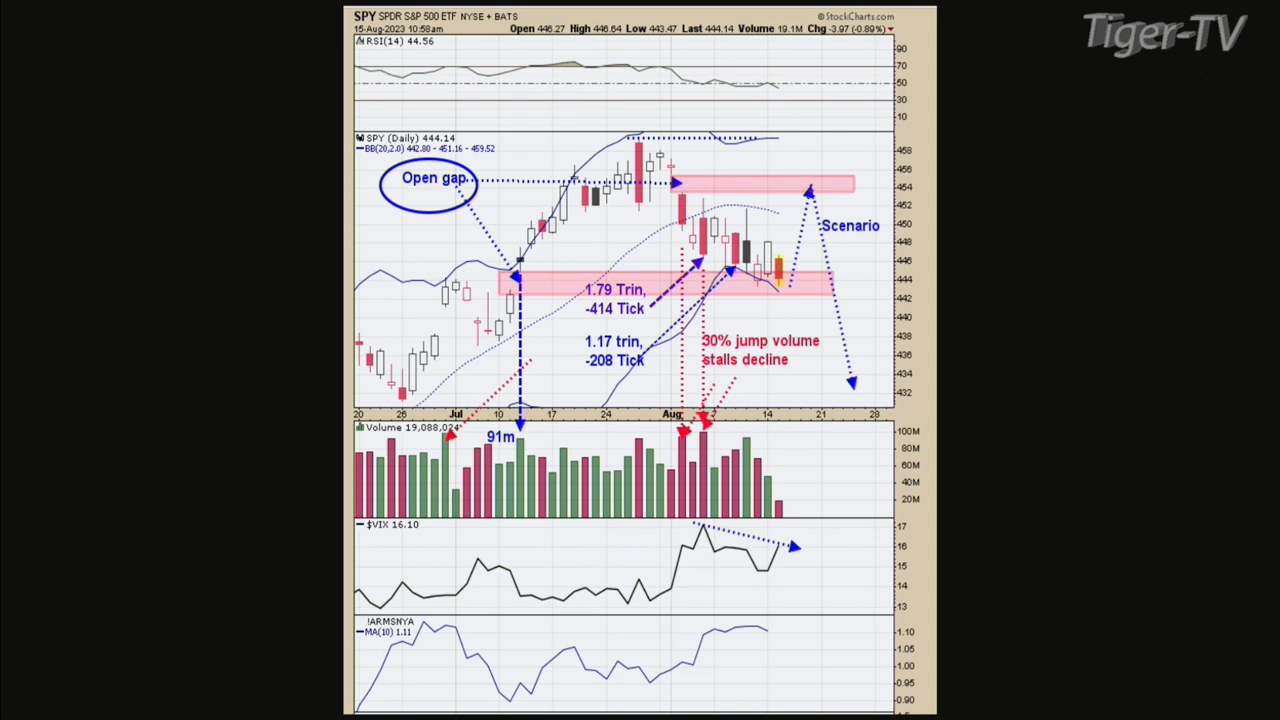 Tiger-TV
SPY SPDR S&P 500 ETF NYSE + BATS
© StockCharts.com
15-Aug-2023 10:58am
Open 446.27 High 446.64 Low 443.47 Last 444.14 Volume 19.1M Chg -3.97 (-0.89%)
RSI(14) 44.56
90
70
50
30
10
SPY (Daily) 444.14
BB(20,2.0) 442.80 - 451.16 - 459.52
458
456
454
452
450
448
446
444
442
440
438
436
434
432
Open gap
Scenario
1.79 Trin,
-414 Tick
1.17 trin,
-208 Tick
30% jump volume
stalls decline
20 26 Jul 10 17 24 Aug 7 14 21 28
Volume 19,088,024
91m
100M
80M
60M
40M
20M
$VIX 16.10
17
16
15
14
13
!ARMSNYA
MA(10) 1.11
1.10
1.05
1.00
0.95
0.90